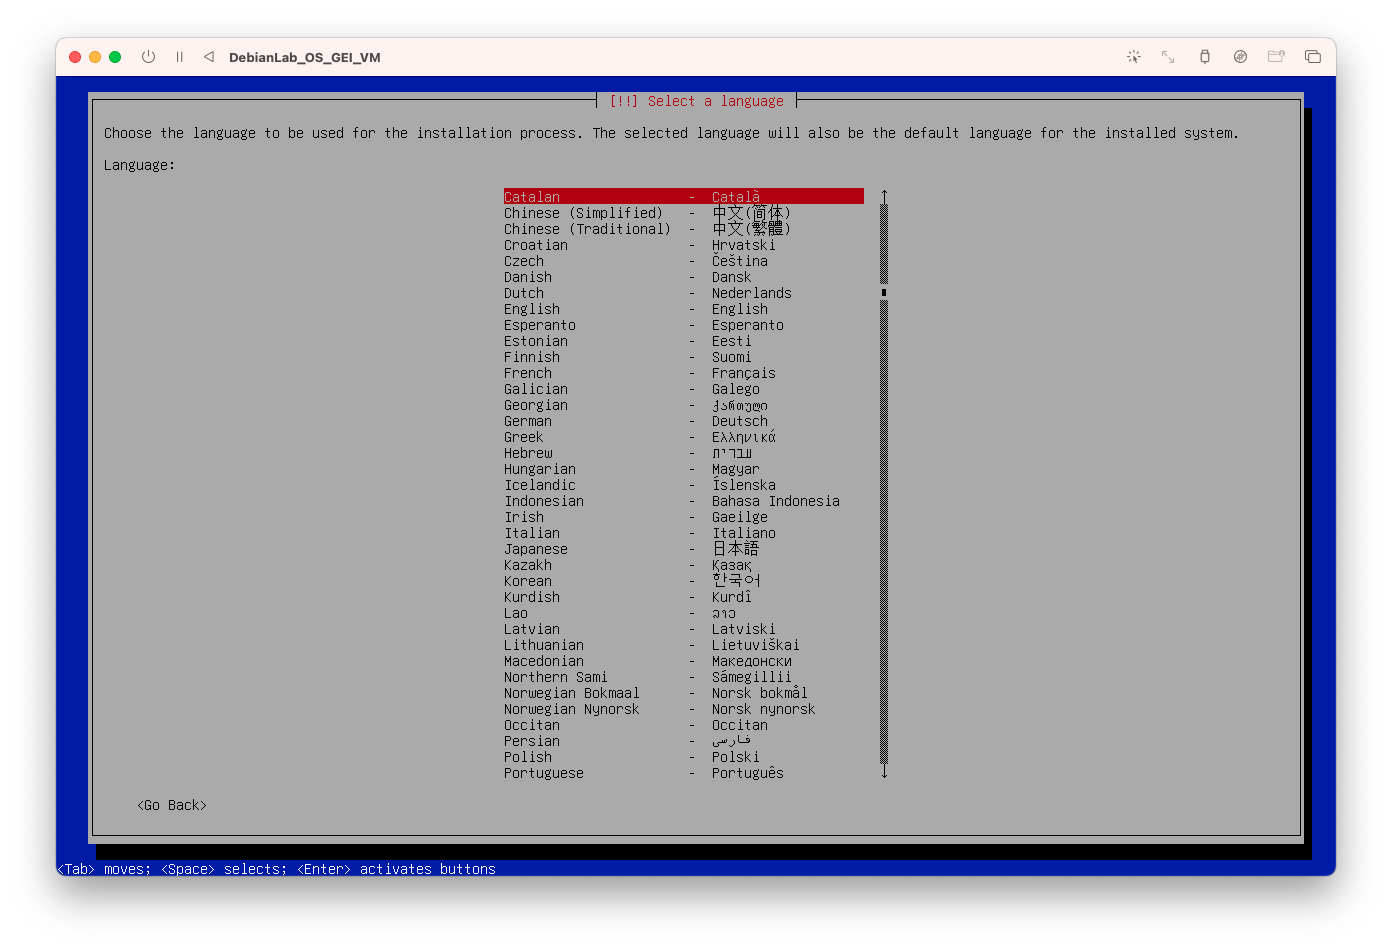 DebianLab_OS_GEI_VM
[!!] Select a language
Choose the language to be used for the installation process. The selected language will also be the default language for the installed system.
Language:
Catalan - Català
Chinese (Simplified) - 中文(简体)
Chinese (Traditional) - 中文(繁體)
Croatian - Hrvatski
Czech - Čeština
Danish - Dansk
Dutch - Nederlands
English - English
Esperanto - Esperanto
Estonian - Eesti
Finnish - Suomi
French - Français
Galician - Galego
Georgian - ქართული
German - Deutsch
Greek - Ελληνικά
Hebrew - עברית
Hungarian - Magyar
Icelandic - Íslenska
Indonesian - Bahasa Indonesia
Irish - Gaeilge
Italian - Italiano
Japanese - 日本語
Kazakh - Қазақ
Korean - 한국어
Kurdish - Kurdî
Lao - ລາວ
Latvian - Latviski
Lithuanian - Lietuviškai
Macedonian - Македонски
Northern Sami - Sámegillii
Norwegian Bokmaal - Norsk bokmål
Norwegian Nynorsk - Norsk nynorsk
Occitan - Occitan
Persian - فارسی
Polish - Polski
Portuguese - Português
<Go Back>
<Tab> moves; <Space> selects; <Enter> activates buttons